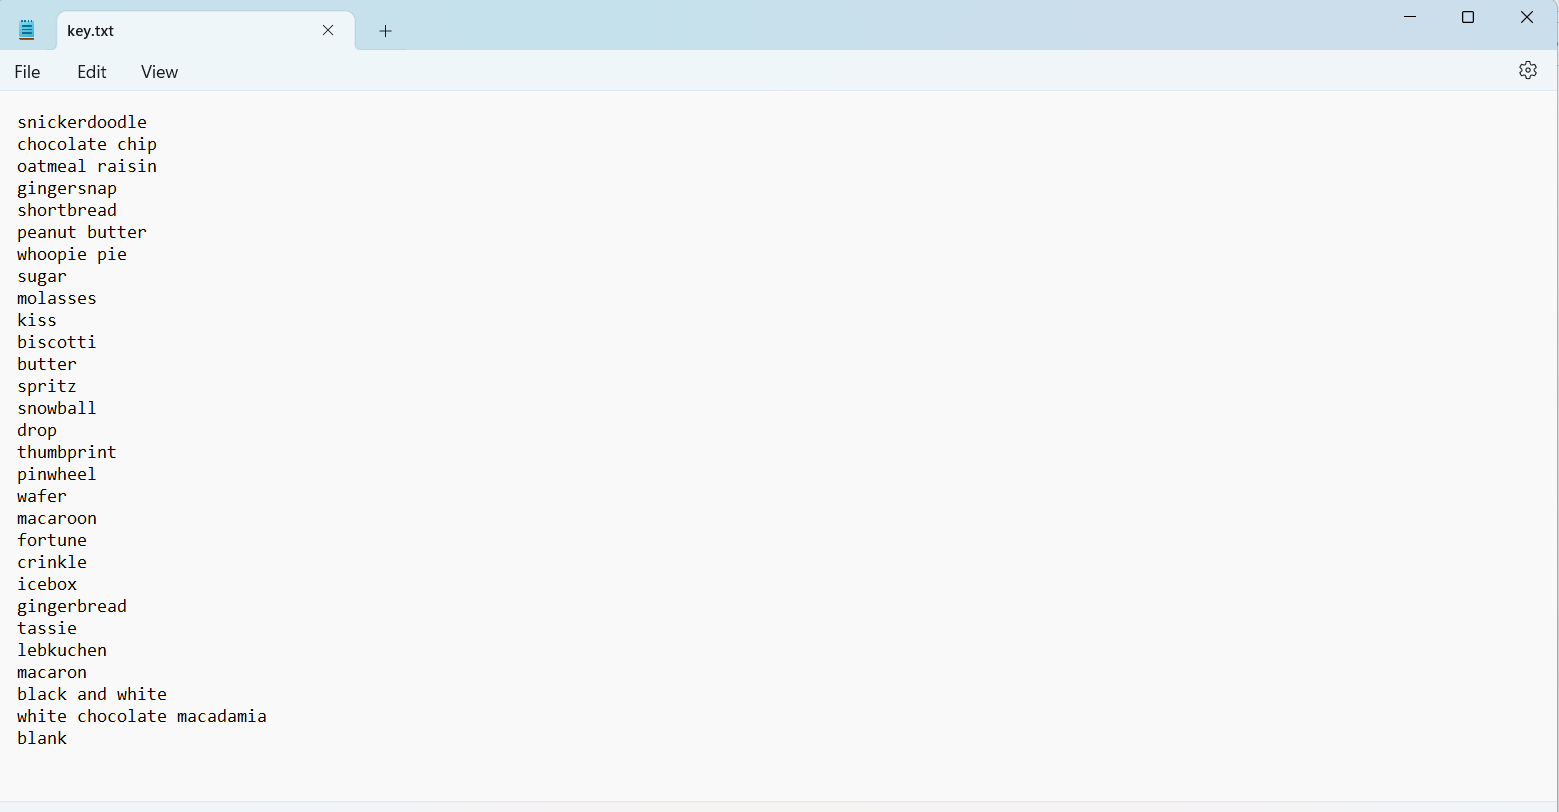 key.txt
File Edit View
snickerdoodle
chocolate chip
oatmeal raisin
gingersnap
shortbread
peanut butter
whoopie pie
sugar
molasses
kiss
biscotti
butter
spritz
snowball
drop
thumbprint
pinwheel
wafer
macaroon
fortune
crinkle
icebox
gingerbread
tassie
lebkuchen
macaron
black and white
white chocolate macadamia
blank